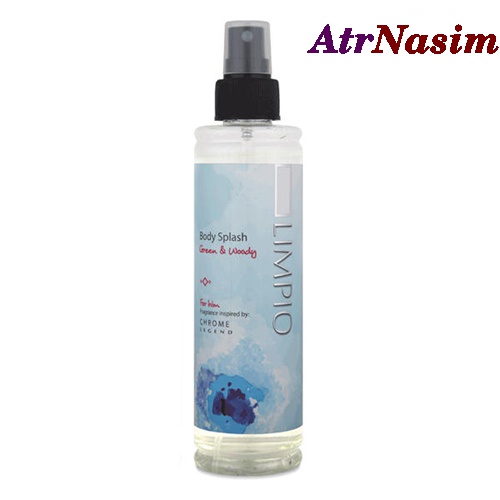 AtrNasim
LIMPIO
Body Splash
Green & Woody
For him
Fragrance inspired by:
CHROME
LEGEND